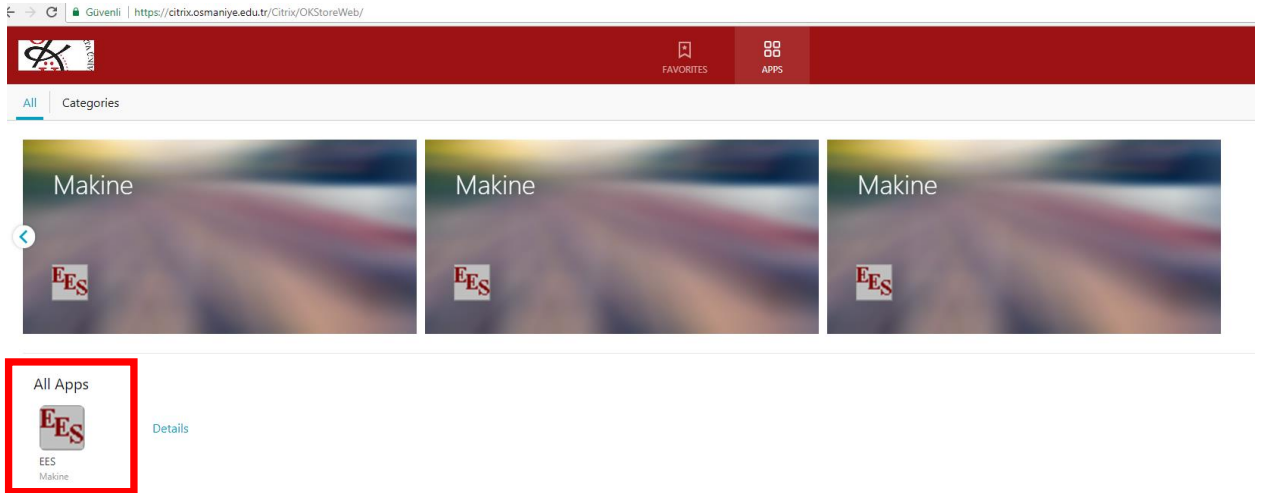 Güvenli | https://citrix.osmaniye.edu.tr/Citrix/OKStoreWeb/
FAVORITES APPS
All Categories
Makine Makine Makine
EES EES EES
All Apps
EES
Details
EES
Makine